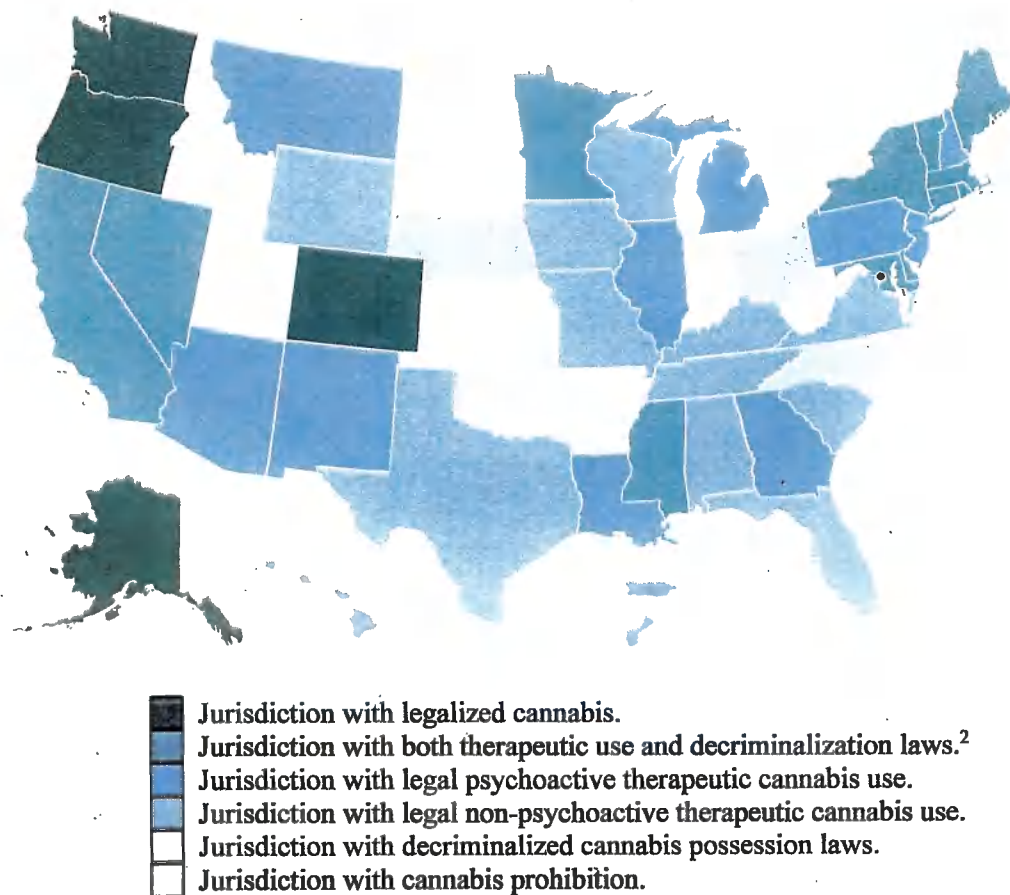 Jurisdiction with legalized cannabis.
Jurisdiction with both therapeutic use and decriminalization laws.²
Jurisdiction with legal psychoactive therapeutic cannabis use.
Jurisdiction with legal non-psychoactive therapeutic cannabis use.
Jurisdiction with decriminalized cannabis possession laws.
Jurisdiction with cannabis prohibition.